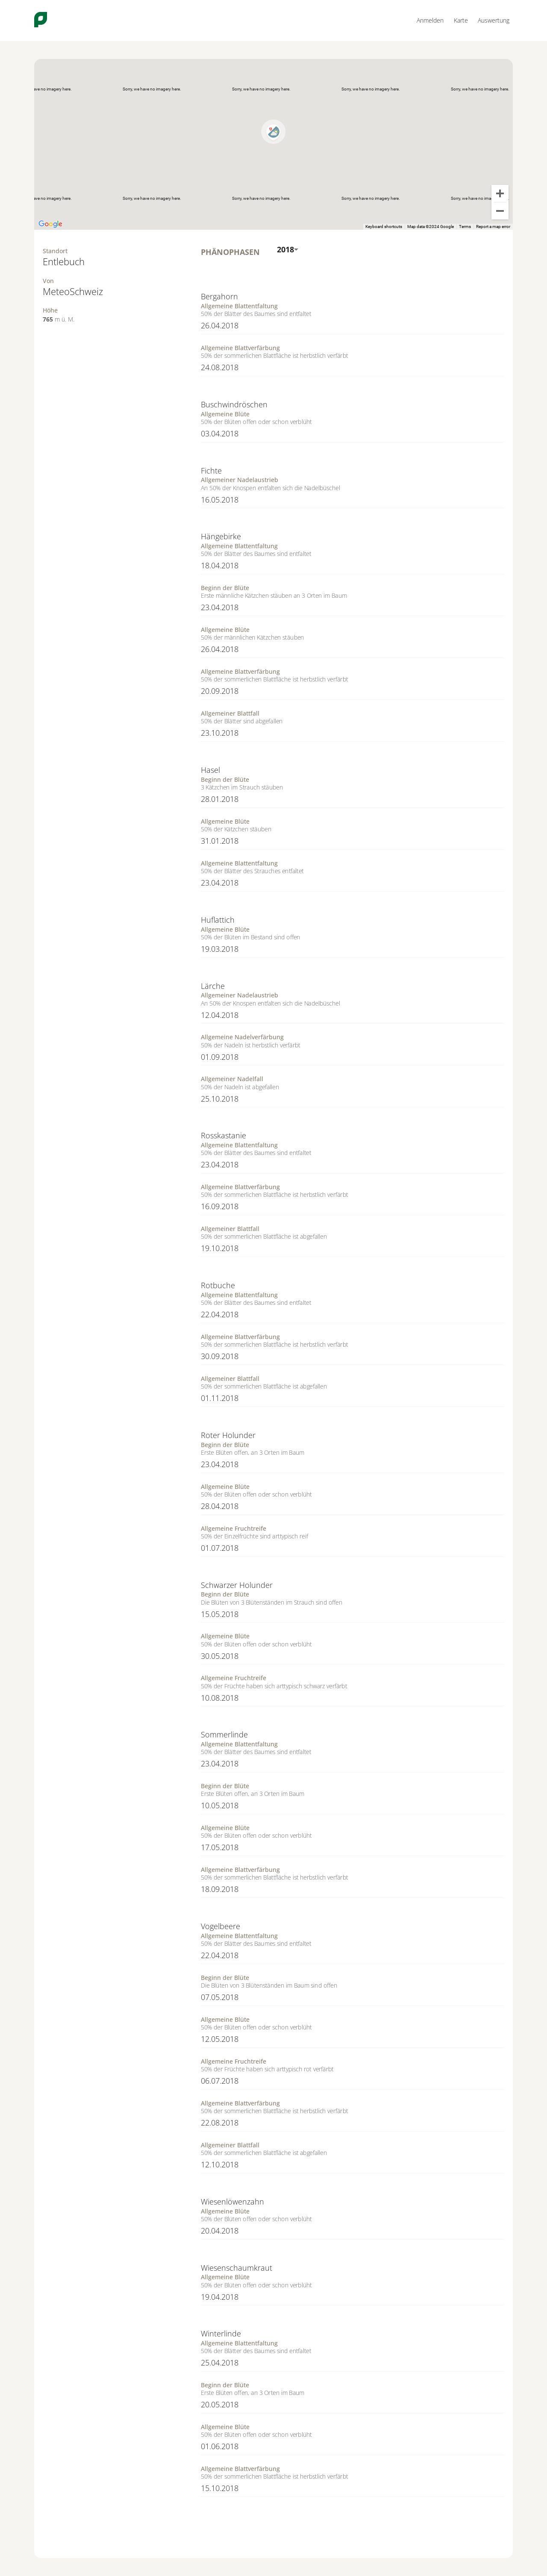 Anmelden Karte Auswertung
ave no imagery here. Sorry, we have no imagery here. Sorry, we have no imagery here. Sorry, we have no imagery here. Sorry, we have no imagery here.
ave no imagery here. Sorry, we have no imagery here. Sorry, we have no imagery here. Sorry, we have no imagery here. Sorry, we have no imag
Google
Keyboard shortcuts Map data ©2024 Google Terms Report a map error
Standort
Entlebuch
Von
MeteoSchweiz
Höhe
765 m ü. M.
PHÄNOPHASEN 2018
Bergahorn
Allgemeine Blattentfaltung
50% der Blätter des Baumes sind entfaltet
26.04.2018
Allgemeine Blattverfärbung
50% der sommerlichen Blattfläche ist herbstlich verfärbt
24.08.2018
Buschwindröschen
Allgemeine Blüte
50% der Blüten offen oder schon verblüht
03.04.2018
Fichte
Allgemeiner Nadelaustrieb
An 50% der Knospen entfalten sich die Nadelbüschel
16.05.2018
Hängebirke
Allgemeine Blattentfaltung
50% der Blätter des Baumes sind entfaltet
18.04.2018
Beginn der Blüte
Erste männliche Kätzchen stäuben an 3 Orten im Baum
23.04.2018
Allgemeine Blüte
50% der männlichen Kätzchen stäuben
26.04.2018
Allgemeine Blattverfärbung
50% der sommerlichen Blattfläche ist herbstlich verfärbt
20.09.2018
Allgemeiner Blattfall
50% der Blätter sind abgefallen
23.10.2018
Hasel
Beginn der Blüte
3 Kätzchen im Strauch stäuben
28.01.2018
Allgemeine Blüte
50% der Kätzchen stäuben
31.01.2018
Allgemeine Blattentfaltung
50% der Blätter des Strauches entfaltet
23.04.2018
Huflattich
Allgemeine Blüte
50% der Blüten im Bestand sind offen
19.03.2018
Lärche
Allgemeiner Nadelaustrieb
An 50% der Knospen entfalten sich die Nadelbüschel
12.04.2018
Allgemeine Nadelverfärbung
50% der Nadeln ist herbstlich verfärbt
01.09.2018
Allgemeiner Nadelfall
50% der Nadeln ist abgefallen
25.10.2018
Rosskastanie
Allgemeine Blattentfaltung
50% der Blätter des Baumes sind entfaltet
23.04.2018
Allgemeine Blattverfärbung
50% der sommerlichen Blattfläche ist herbstlich verfärbt
16.09.2018
Allgemeiner Blattfall
50% der sommerlichen Blattfläche ist abgefallen
19.10.2018
Rotbuche
Allgemeine Blattentfaltung
50% der Blätter des Baumes sind entfaltet
22.04.2018
Allgemeine Blattverfärbung
50% der sommerlichen Blattfläche ist herbstlich verfärbt
30.09.2018
Allgemeiner Blattfall
50% der sommerlichen Blattfläche ist abgefallen
01.11.2018
Roter Holunder
Beginn der Blüte
Erste Blüten offen, an 3 Orten im Baum
23.04.2018
Allgemeine Blüte
50% der Blüten offen oder schon verblüht
28.04.2018
Allgemeine Fruchtreife
50% der Einzelfrüchte sind arttypisch reif
01.07.2018
Schwarzer Holunder
Beginn der Blüte
Die Blüten von 3 Blütenständen im Strauch sind offen
15.05.2018
Allgemeine Blüte
50% der Blüten offen oder schon verblüht
30.05.2018
Allgemeine Fruchtreife
50% der Früchte haben sich arttypisch schwarz verfärbt
10.08.2018
Sommerlinde
Allgemeine Blattentfaltung
50% der Blätter des Baumes sind entfaltet
23.04.2018
Beginn der Blüte
Erste Blüten offen, an 3 Orten im Baum
10.05.2018
Allgemeine Blüte
50% der Blüten offen oder schon verblüht
17.05.2018
Allgemeine Blattverfärbung
50% der sommerlichen Blattfläche ist herbstlich verfärbt
18.09.2018
Vogelbeere
Allgemeine Blattentfaltung
50% der Blätter des Baumes sind entfaltet
22.04.2018
Beginn der Blüte
Die Blüten von 3 Blütenständen im Baum sind offen
07.05.2018
Allgemeine Blüte
50% der Blüten offen oder schon verblüht
12.05.2018
Allgemeine Fruchtreife
50% der Früchte haben sich arttypisch rot verfärbt
06.07.2018
Allgemeine Blattverfärbung
50% der sommerlichen Blattfläche ist herbstlich verfärbt
22.08.2018
Allgemeiner Blattfall
50% der sommerlichen Blattfläche ist abgefallen
12.10.2018
Wiesenlöwenzahn
Allgemeine Blüte
50% der Blüten offen oder schon verblüht
20.04.2018
Wiesenschaumkraut
Allgemeine Blüte
50% der Blüten offen oder schon verblüht
19.04.2018
Winterlinde
Allgemeine Blattentfaltung
50% der Blätter des Baumes sind entfaltet
25.04.2018
Beginn der Blüte
Erste Blüten offen, an 3 Orten im Baum
20.05.2018
Allgemeine Blüte
50% der Blüten offen oder schon verblüht
01.06.2018
Allgemeine Blattverfärbung
50% der sommerlichen Blattfläche ist herbstlich verfärbt
15.10.2018